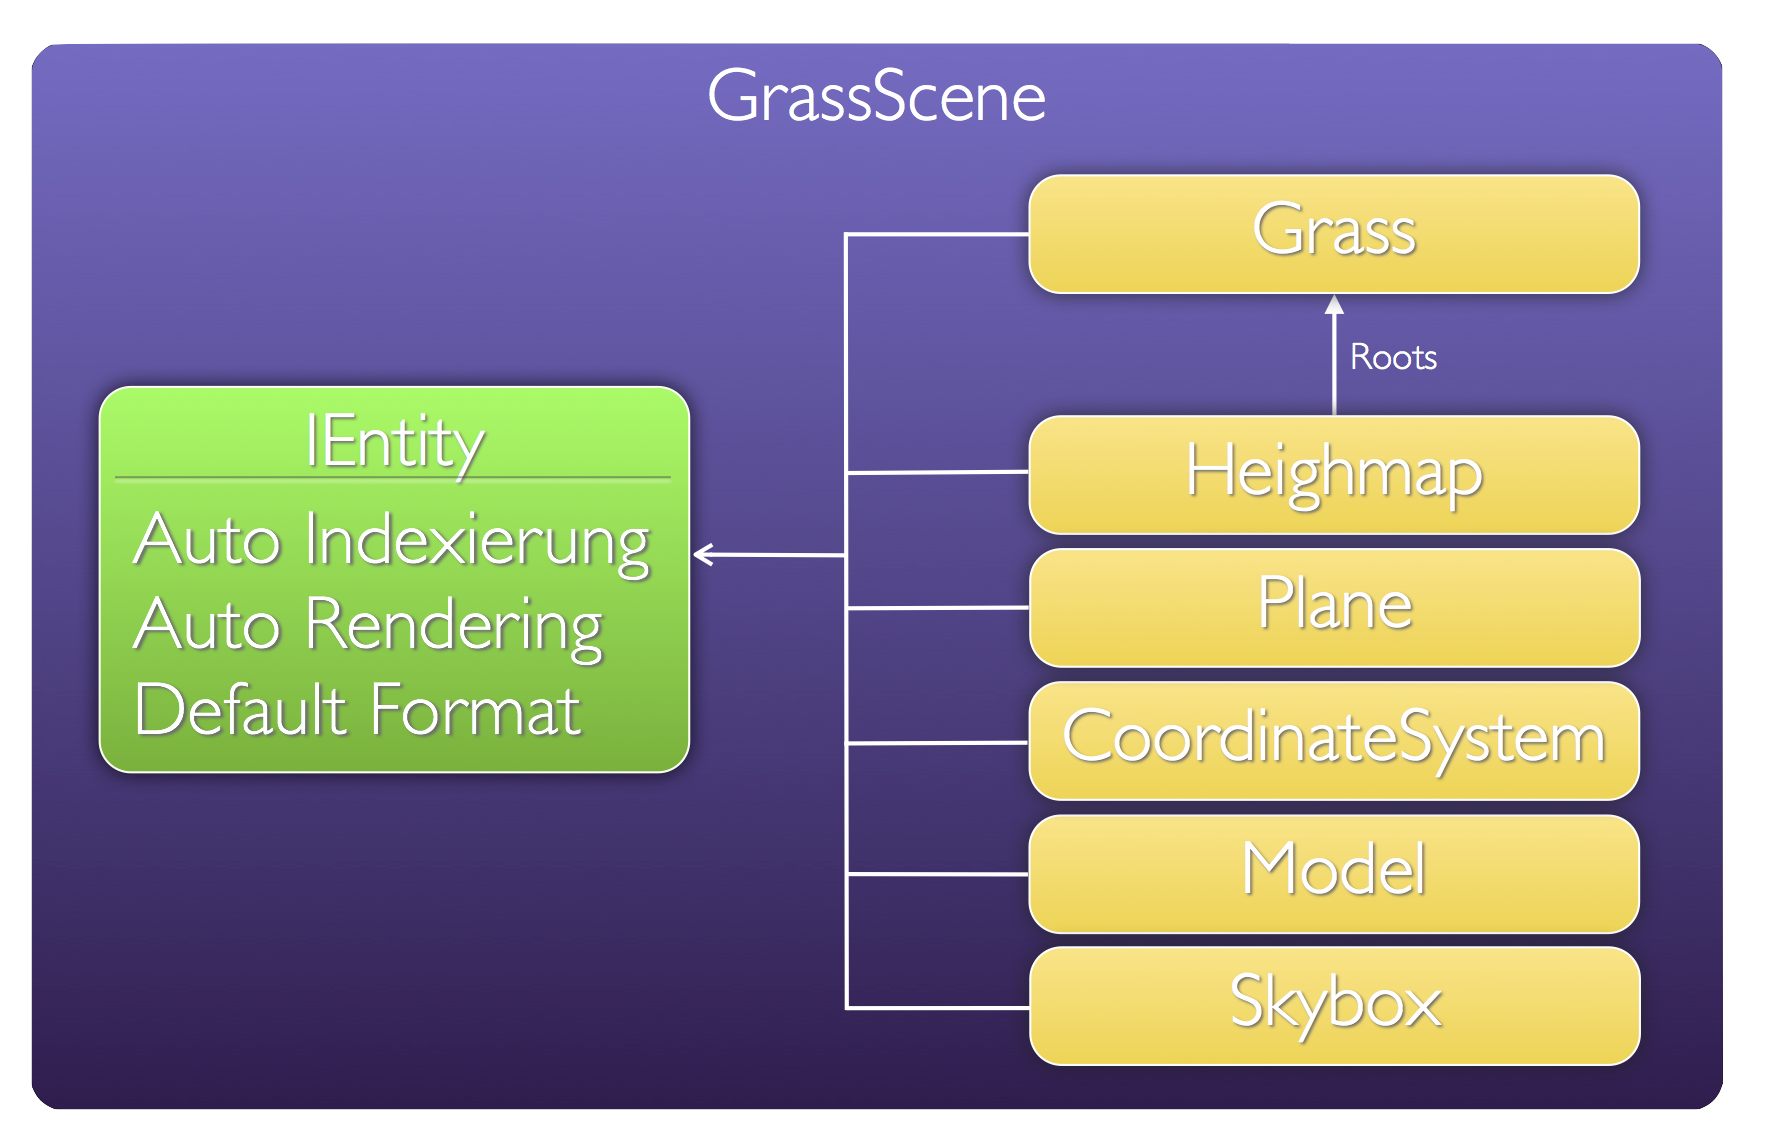 GrassScene
IEntity
Auto Indexierung
Auto Rendering
Default Format
Grass
Roots
Heighmap
Plane
CoordinateSystem
Model
Skybox